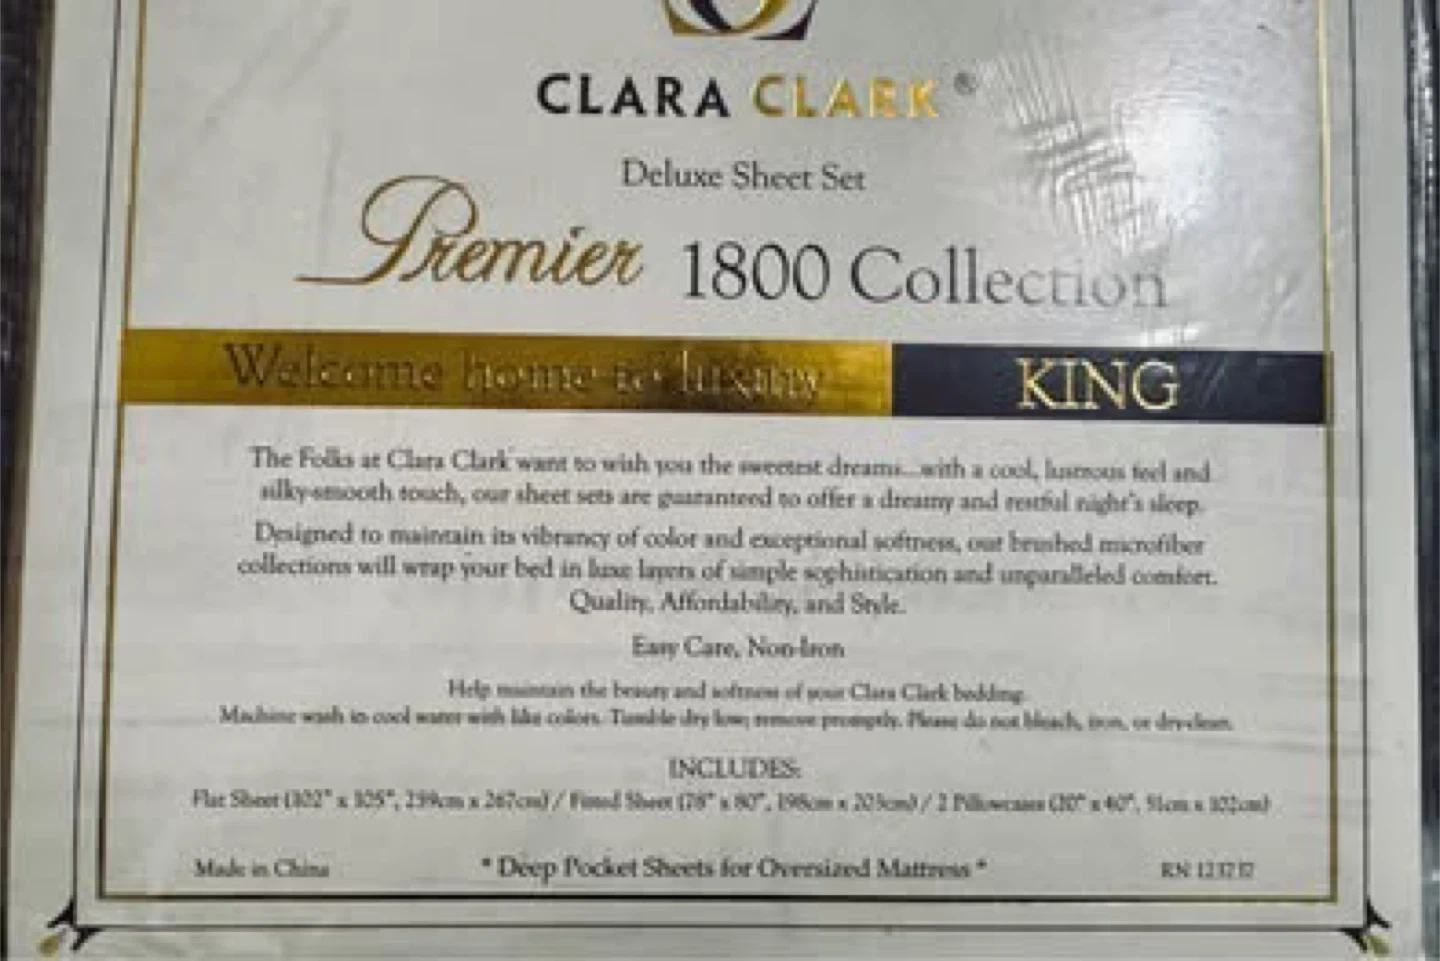 CLARA CLARK®
Deluxe Sheet Set
Premier 1800 Collection
Welcome home to luxury KING
The Folks at Clara Clark want to wish you the sweetest dreams...with a cool, lustrous feel and
silky-smooth touch, our sheet sets are guaranteed to offer a dreamy and restful night's sleep.
Designed to maintain its vibrancy of color and exceptional softness, our brushed microfiber
collections will wrap your bed in luxe layers of simple sophistication and unparalleled comfort.
Quality, Affordability, and Style.
Easy Care, Non-Iron
Help maintain the beauty and softness of your Clara Clark bedding.
Machine wash in cool water with like colors. Tumble dry low; remove promptly. Please do not bleach, iron, or dry-clean.
INCLUDES:
Flat Sheet (102" x 105", 259cm x 267cm) / Fitted Sheet (78" x 80", 198cm x 203cm) / 2 Pillowcases (20" x 40", 51cm x 102cm)
Made in China * Deep Pocket Sheets for Oversized Mattress * RN 123737